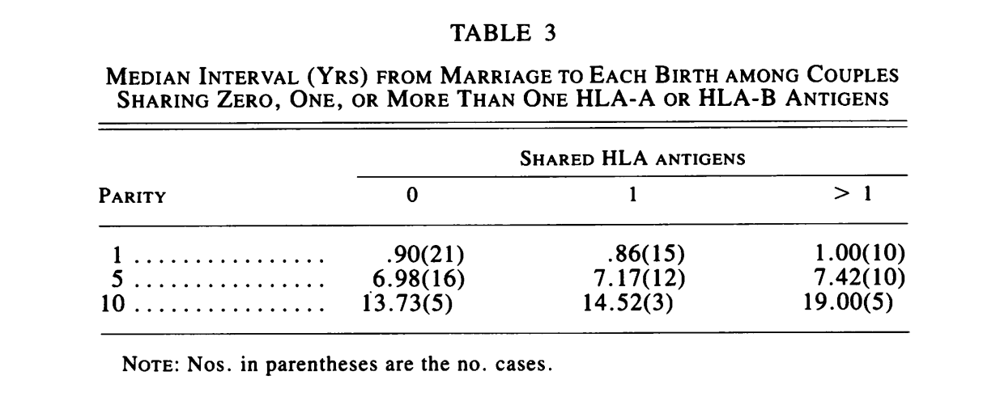 TABLE 3
MEDIAN INTERVAL (YRS) FROM MARRIAGE TO EACH BIRTH AMONG COUPLES
SHARING ZERO, ONE, OR MORE THAN ONE HLA-A OR HLA-B ANTIGENS
SHARED HLA ANTIGENS
PARITY 0 1 > 1
1 ................. .90(21) .86(15) 1.00(10)
5 ................. 6.98(16) 7.17(12) 7.42(10)
10 ................. 13.73(5) 14.52(3) 19.00(5)
NOTE: Nos. in parentheses are the no. cases.